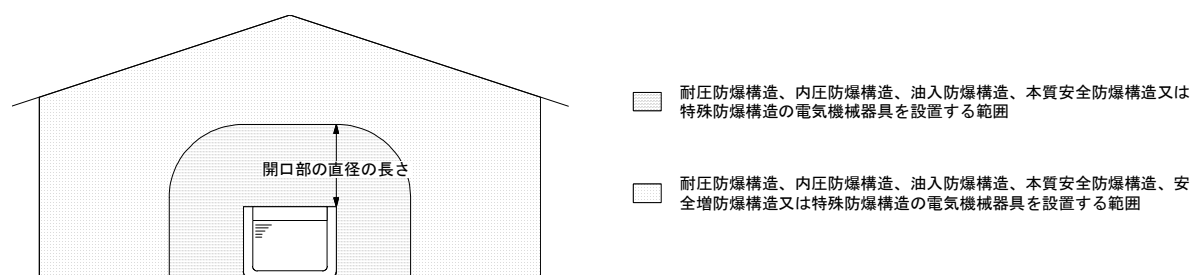 耐圧防爆構造、内圧防爆構造、油入防爆構造、本質安全防爆構造又は
特殊防爆構造の電気機械器具を設置する範囲
開口部の直径の長さ
耐圧防爆構造、内圧防爆構造、油入防爆構造、本質安全防爆構造、安
全増防爆構造又は特殊防爆構造の電気機械器具を設置する範囲